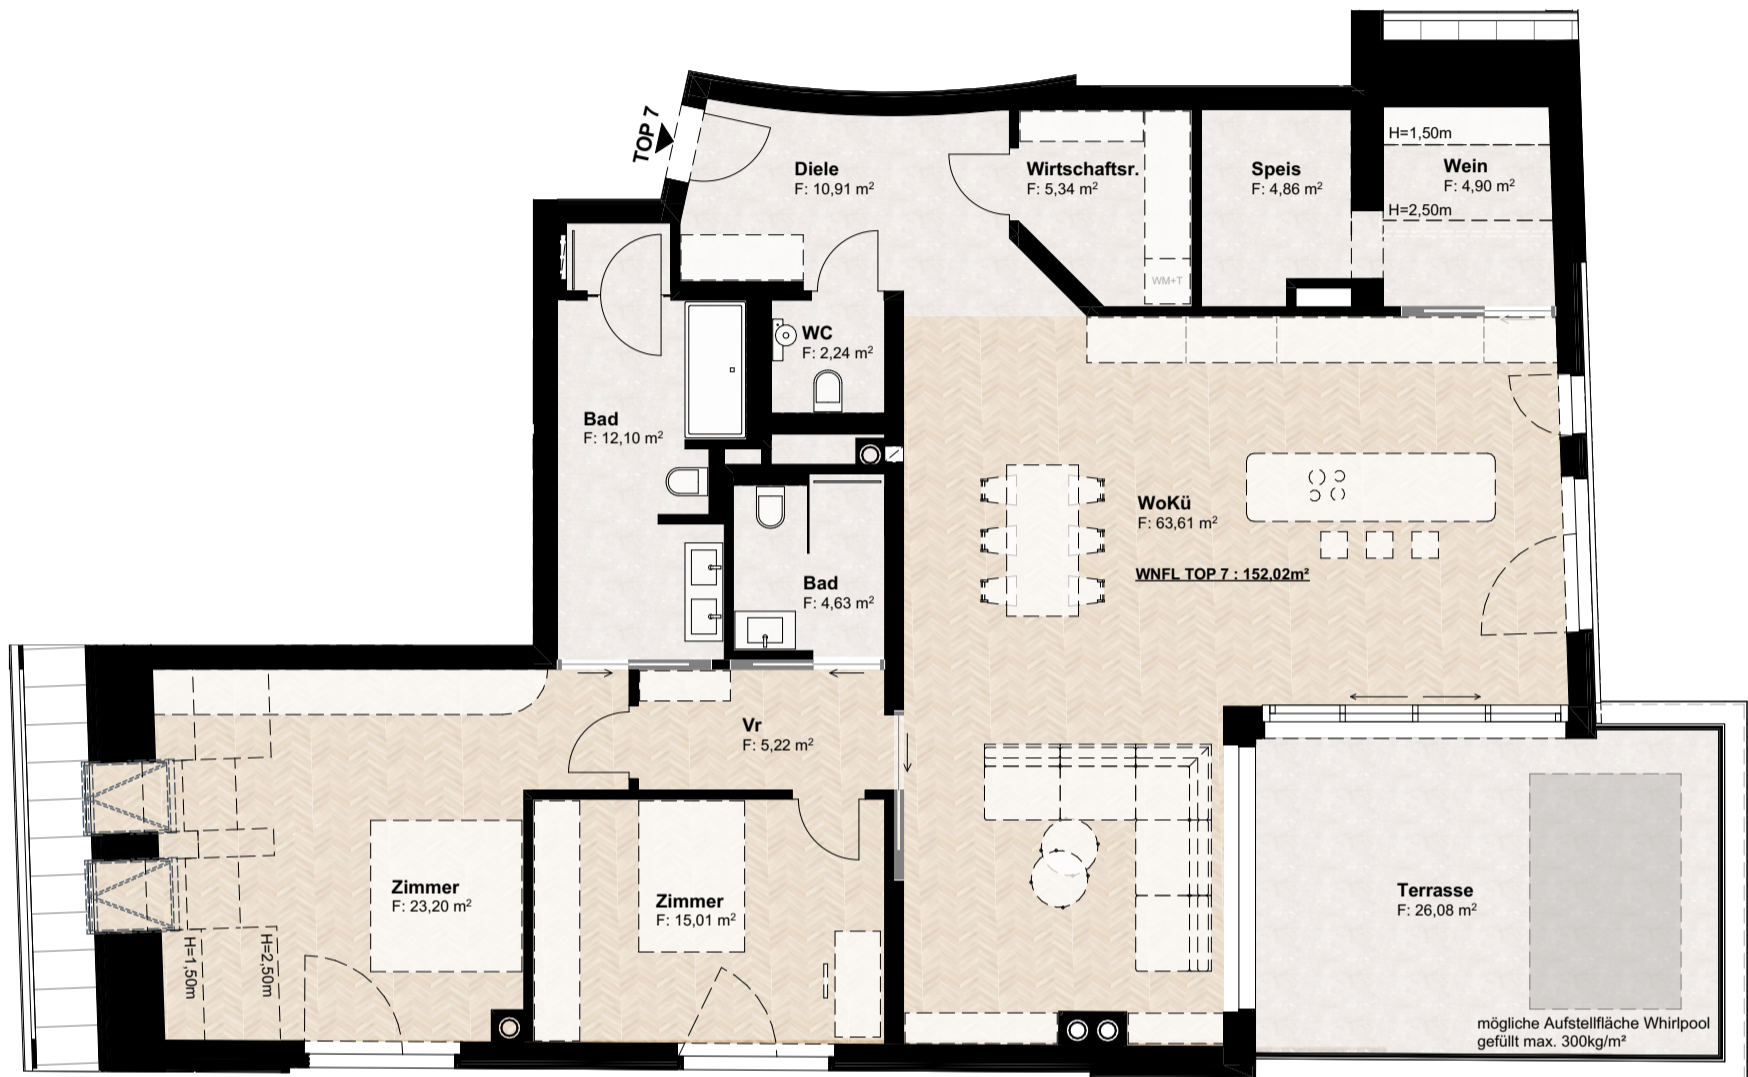 TOP 7
Diele
F: 10,91 m²
Wirtschaftsr.
F: 5,34 m²
WM+T
Speis
F: 4,86 m²
H=1,50m
Wein
F: 4,90 m²
H=2,50m
WC
F: 2,24 m²
Bad
F: 12,10 m²
Bad
F: 4,63 m²
WoKü
F: 63,61 m²
WNFL TOP 7 : 152,02m²
Vr
F: 5,22 m²
Zimmer
F: 23,20 m²
H=1,50m
H=2,50m
Zimmer
F: 15,01 m²
Terrasse
F: 26,08 m²
mögliche Aufstellfläche Whirlpool
gefüllt max. 300kg/m²